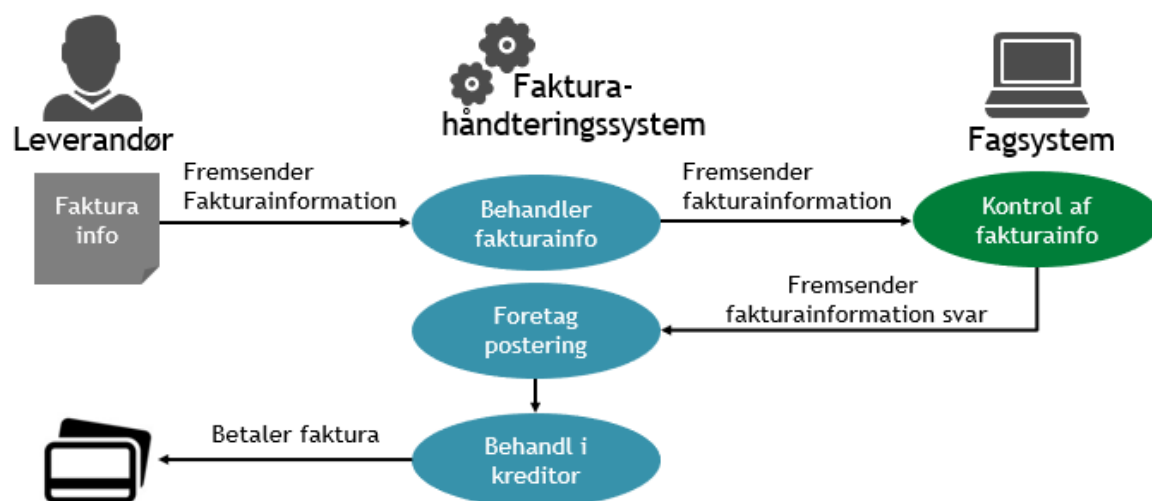 Leverandør
Faktura-
håndteringssystem
Fagsystem
Faktura
info
Fremsender
Fakturainformation
Behandler
fakturainfo
Fremsender
fakturainformation
Kontrol af
fakturainfo
Fremsender
fakturainformation svar
Foretag
postering
Behandl i
kreditor
Betaler faktura